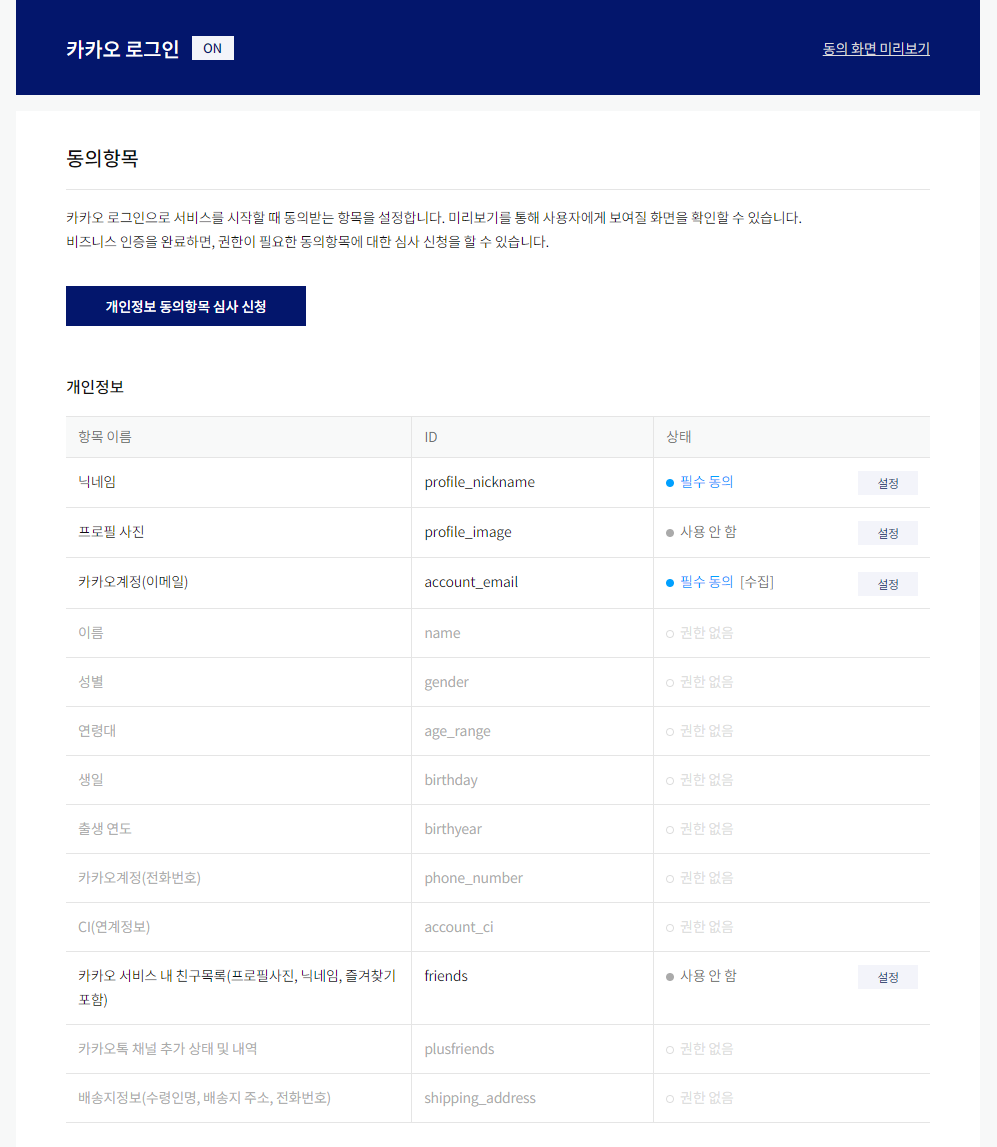 카카오 로그인 ON 동의 화면 미리보기
동의항목
카카오 로그인으로 서비스를 시작할 때 동의받는 항목을 설정합니다. 미리보기를 통해 사용자에게 보여질 화면을 확인할 수 있습니다.
비즈니스 인증을 완료하면, 권한이 필요한 동의항목에 대한 심사 신청을 할 수 있습니다.
개인정보 동의항목 심사 신청
개인정보
항목 이름 ID 상태
닉네임 profile_nickname 필수 동의 설정
프로필 사진 profile_image 사용 안 함 설정
카카오계정(이메일) account_email 필수 동의 [수집] 설정
이름 name 권한 없음
성별 gender 권한 없음
연령대 age_range 권한 없음
생일 birthday 권한 없음
출생 연도 birthyear 권한 없음
카카오계정(전화번호) phone_number 권한 없음
CI(연계정보) account_ci 권한 없음
카카오 서비스 내 친구목록(프로필사진, 닉네임, 즐겨찾기 friends 사용 안 함 설정
포함)
카카오톡 채널 추가 상태 및 내역 plusfriends 권한 없음
배송지정보(수령인명, 배송지 주소, 전화번호) shipping_address 권한 없음